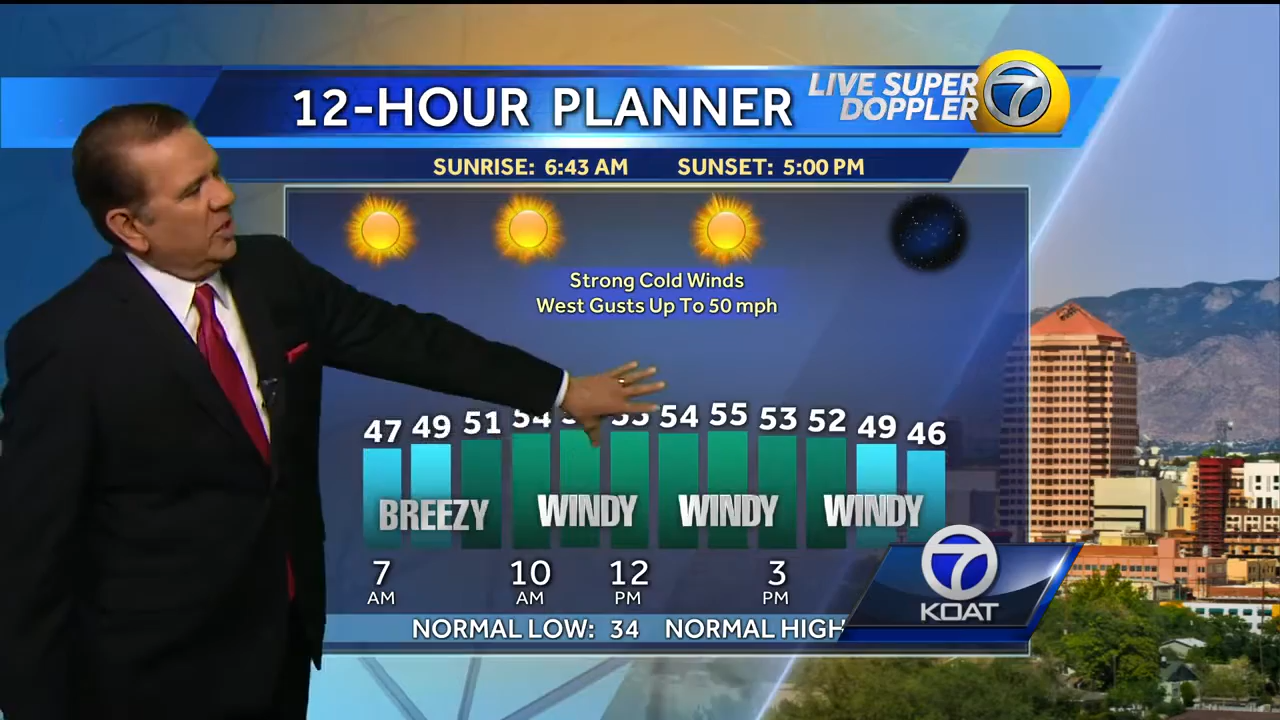 12-HOUR PLANNER
LIVE SUPER
DOPPLER
7
SUNRISE: 6:43 AM SUNSET: 5:00 PM
Strong Cold Winds
West Gusts Up To 50 mph
47 49 51 54 54 55 53 52 49 46
BREEZY WINDY WINDY WINDY
7 10 12 3
AM AM PM PM
7
KOAT
NORMAL LOW: 34 NORMAL HIGH